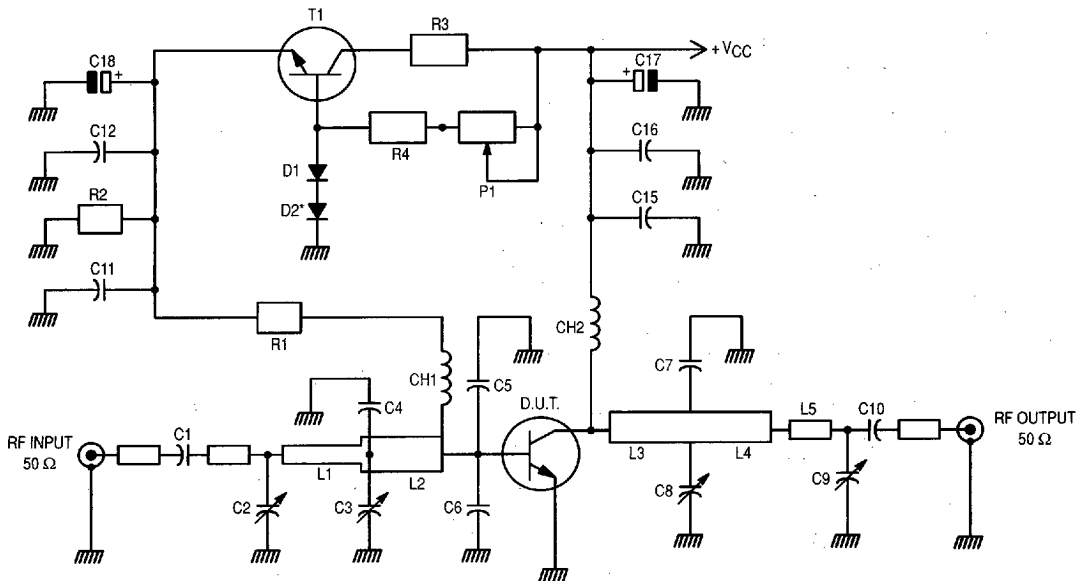 T1
R3
+ VCC
C18
+
+
C17
C12
R4
P1
C16
D1
R2
D2*
C15
C11
R1
CH2
CH1
C5
C7
C4
D.U.T.
RF INPUT
50 Ω
C1
L5
C10
RF OUTPUT
50 Ω
L1
L2
L3
L4
C2
C3
C6
C8
C9